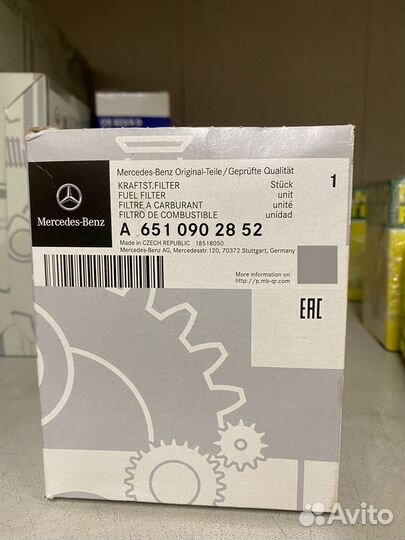 Mercedes-Benz
Mercedes-Benz Original-Teile/Geprüfte Qualität
KRAFTST.FILTER Stück 1
FUEL FILTER unit
FILTRE A CARBURANT unité
FILTRO DE COMBUSTIBLE unidad
A 651 090 28 52
Made in CZECH REPUBLIC 18518050
Mercedes-Benz AG, Mercedesstr.120, 70372 Stuttgart, Germany
More information on
http://p.mb-qr.com
EAC
Avito